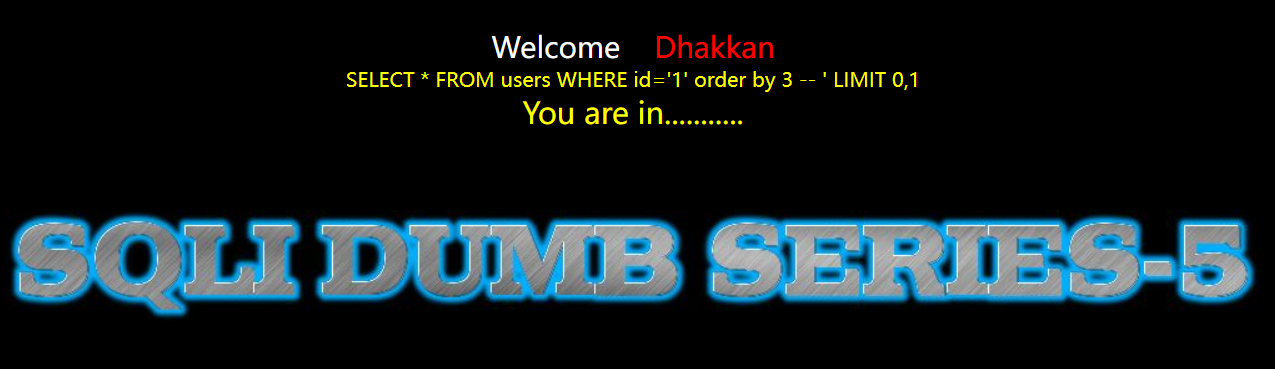 Welcome Dhakkan
SELECT * FROM users WHERE id='1' order by 3 -- ' LIMIT 0,1
You are in...........
SQLI DUMB SERIES-5